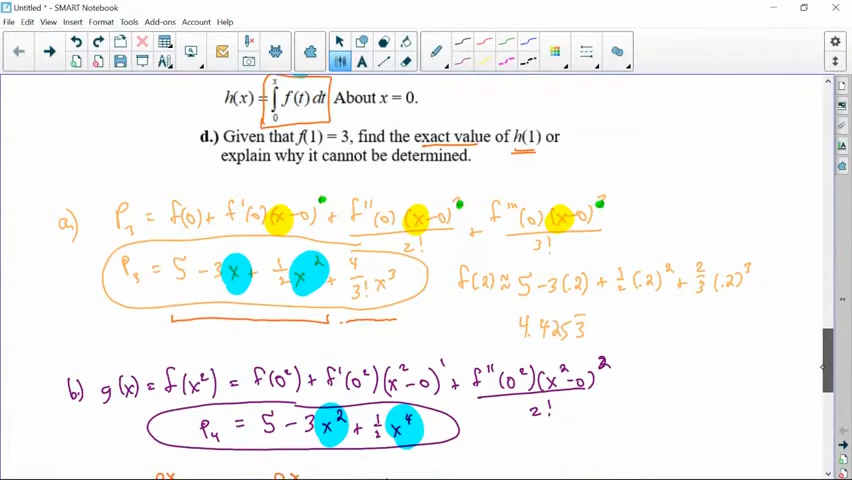 Untitled * - SMART Notebook
File Edit View Insert Format Tools Add-ons Account Help
h(x) = ∫₀ˣ f(t) dt About x = 0.
d.) Given that f(1) = 3, find the exact value of h(1) or
explain why it cannot be determined.
a) P₃ = f(0) + f'(0)(x-0)' + f''(0)(x-0)²/2! + f'''(0)(x-0)³/3!
P₃ = 5 - 3x + 1/2 x² + 4/3! x³
f(.2) ≈ 5 - 3(.2) + 1/2(.2)² + 2/3(.2)³
4.4253̅
b.) g(x) = f(x²) = f(0²) + f'(0²)(x²-0)' + f''(0²)(x²-0)²/2!
P₄ = 5 - 3x² + 1/2 x⁴